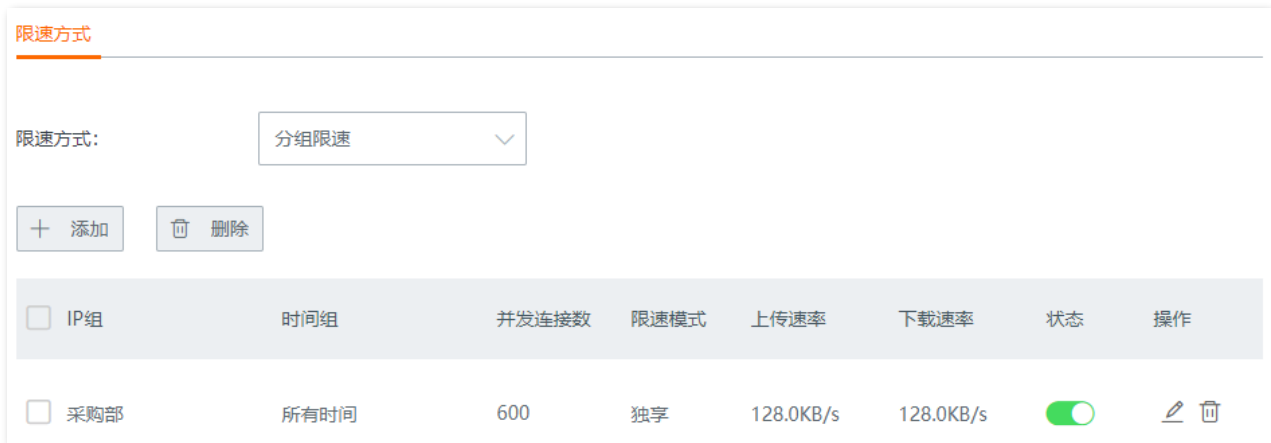 限速方式
限速方式： 分组限速
添加 删除
IP组 时间组 并发连接数 限速模式 上传速率 下载速率 状态 操作
采购部 所有时间 600 独享 128.0KB/s 128.0KB/s